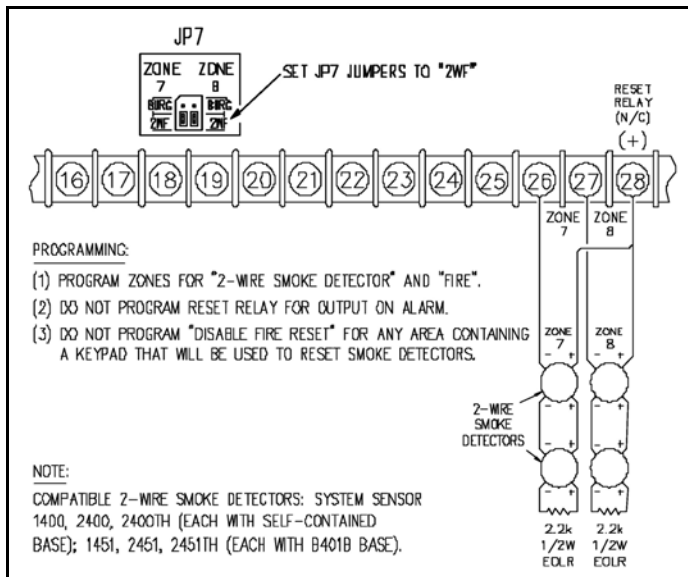 JP7
ZONE ZONE
7 8
BURG BURG
2WF 2WF
SET JP7 JUMPERS TO "2WF"
RESET
RELAY
(N/C)
(+)
16 17 18 19 20 21 22 23 24 25 26 27 28
ZONE ZONE
7 8
PROGRAMMING:
(1) PROGRAM ZONES FOR "2-WIRE SMOKE DETECTOR" AND "FIRE".
(2) DO NOT PROGRAM RESET RELAY FOR OUTPUT ON ALARM.
(3) DO NOT PROGRAM "DISABLE FIRE RESET" FOR ANY AREA CONTAINING
A KEYPAD THAT WILL BE USED TO RESET SMOKE DETECTORS.
ZONE ZONE
7 8
- + - +
- + - +
2-WIRE
SMOKE
DETECTORS
- + - +
- + - +
NOTE:
COMPATIBLE 2-WIRE SMOKE DETECTORS: SYSTEM SENSOR
1400, 2400, 2400TH (EACH WITH SELF-CONTAINED
BASE); 1451, 2451, 2451TH (EACH WITH B401B BASE).
2.2k 2.2k
1/2W 1/2W
EOLR EOLR